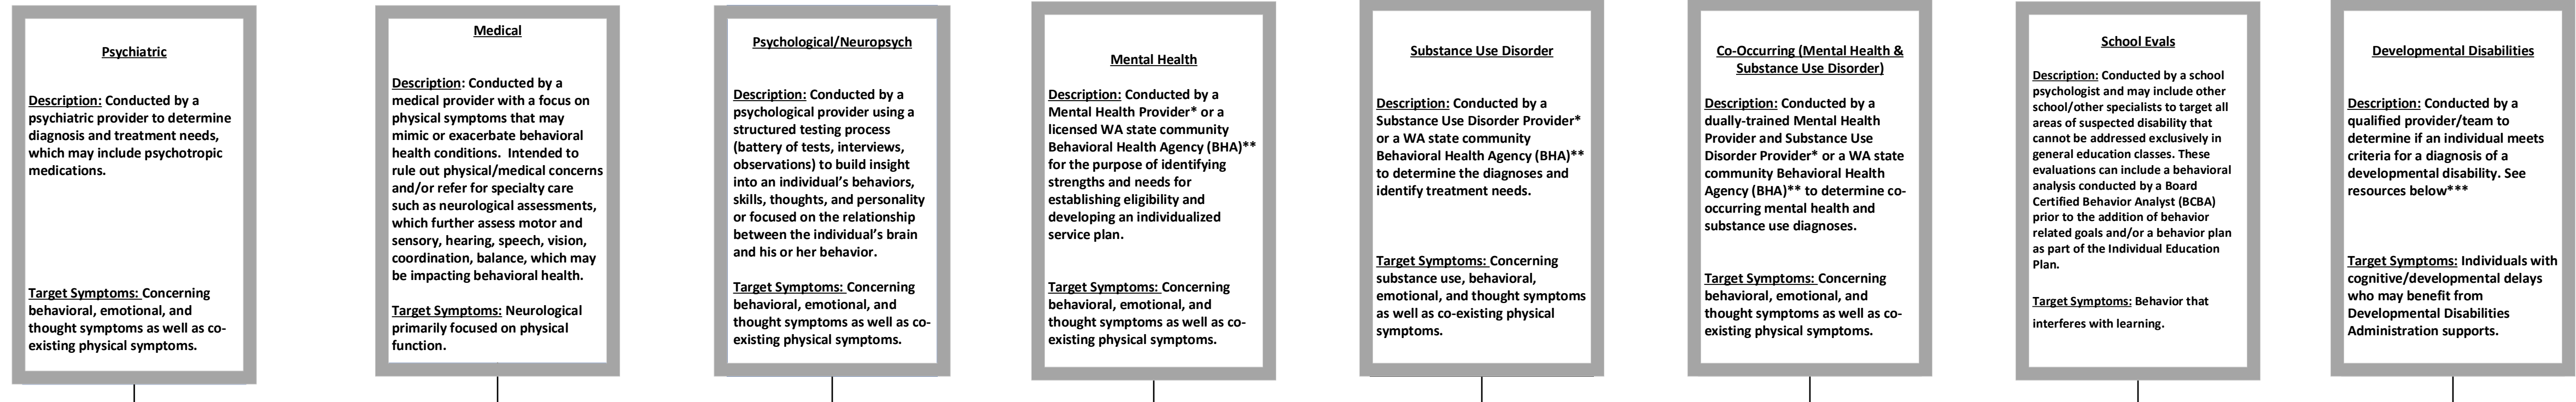 Psychiatric
Description: Conducted by a
psychiatric provider to determine
diagnosis and treatment needs,
which may include psychotropic
medications.
Target Symptoms: Concerning
behavioral, emotional, and
thought symptoms as well as co-
existing physical symptoms.
Medical
Description: Conducted by a
medical provider with a focus on
physical symptoms that may
mimic or exacerbate behavioral
health conditions.  Intended to
rule out physical/medical concerns
and/or refer for specialty care
such as neurological assessments,
which further assess motor and
sensory, hearing, speech, vision,
coordination, balance, which may
be impacting behavioral health.
Target Symptoms: Neurological
primarily focused on physical
function.
Psychological/Neuropsych
Description: Conducted by a
psychological provider using a
structured testing process
(battery of tests, interviews,
observations) to build insight
into an individual’s behaviors,
skills, thoughts, and personality
or focused on the relationship
between the individual’s brain
and his or her behavior.
Target Symptoms: Concerning
behavioral, emotional, and
thought symptoms as well as co-
existing physical symptoms.
Mental Health
Description: Conducted by a
Mental Health Provider* or a
licensed WA state community
Behavioral Health Agency (BHA)**
for the purpose of identifying
strengths and needs for
establishing eligibility and
developing an individualized
service plan.
Target Symptoms: Concerning
behavioral, emotional, and
thought symptoms as well as co-
existing physical symptoms.
Substance Use Disorder
Description: Conducted by a
Substance Use Disorder Provider*
or a WA state community
Behavioral Health Agency (BHA)**
to determine the diagnoses and
identify treatment needs.
Target Symptoms: Concerning
substance use, behavioral,
emotional, and thought symptoms
as well as co-existing physical
symptoms.
Co-Occurring (Mental Health &
Substance Use Disorder)
Description: Conducted by a
dually-trained Mental Health
Provider and Substance Use
Disorder Provider* or a WA state
community Behavioral Health
Agency (BHA)** to determine co-
occurring mental health and
substance use diagnoses.
Target Symptoms: Concerning
behavioral, emotional, and
thought symptoms as well as co-
existing physical symptoms.
School Evals
Description: Conducted by a school
psychologist and may include other
school/other specialists to target all
areas of suspected disability that
cannot be addressed exclusively in
general education classes. These
evaluations can include a behavioral
analysis conducted by a Board
Certified Behavior Analyst (BCBA)
prior to the addition of behavior
related goals and/or a behavior plan
as part of the Individual Education
Plan.
Target Symptoms: Behavior that
interferes with learning.
Developmental Disabilities
Description: Conducted by a
qualified provider/team to
determine if an individual meets
criteria for a diagnosis of a
developmental disability. See
resources below***
Target Symptoms: Individuals with
cognitive/developmental delays
who may benefit from
Developmental Disabilities
Administration supports.